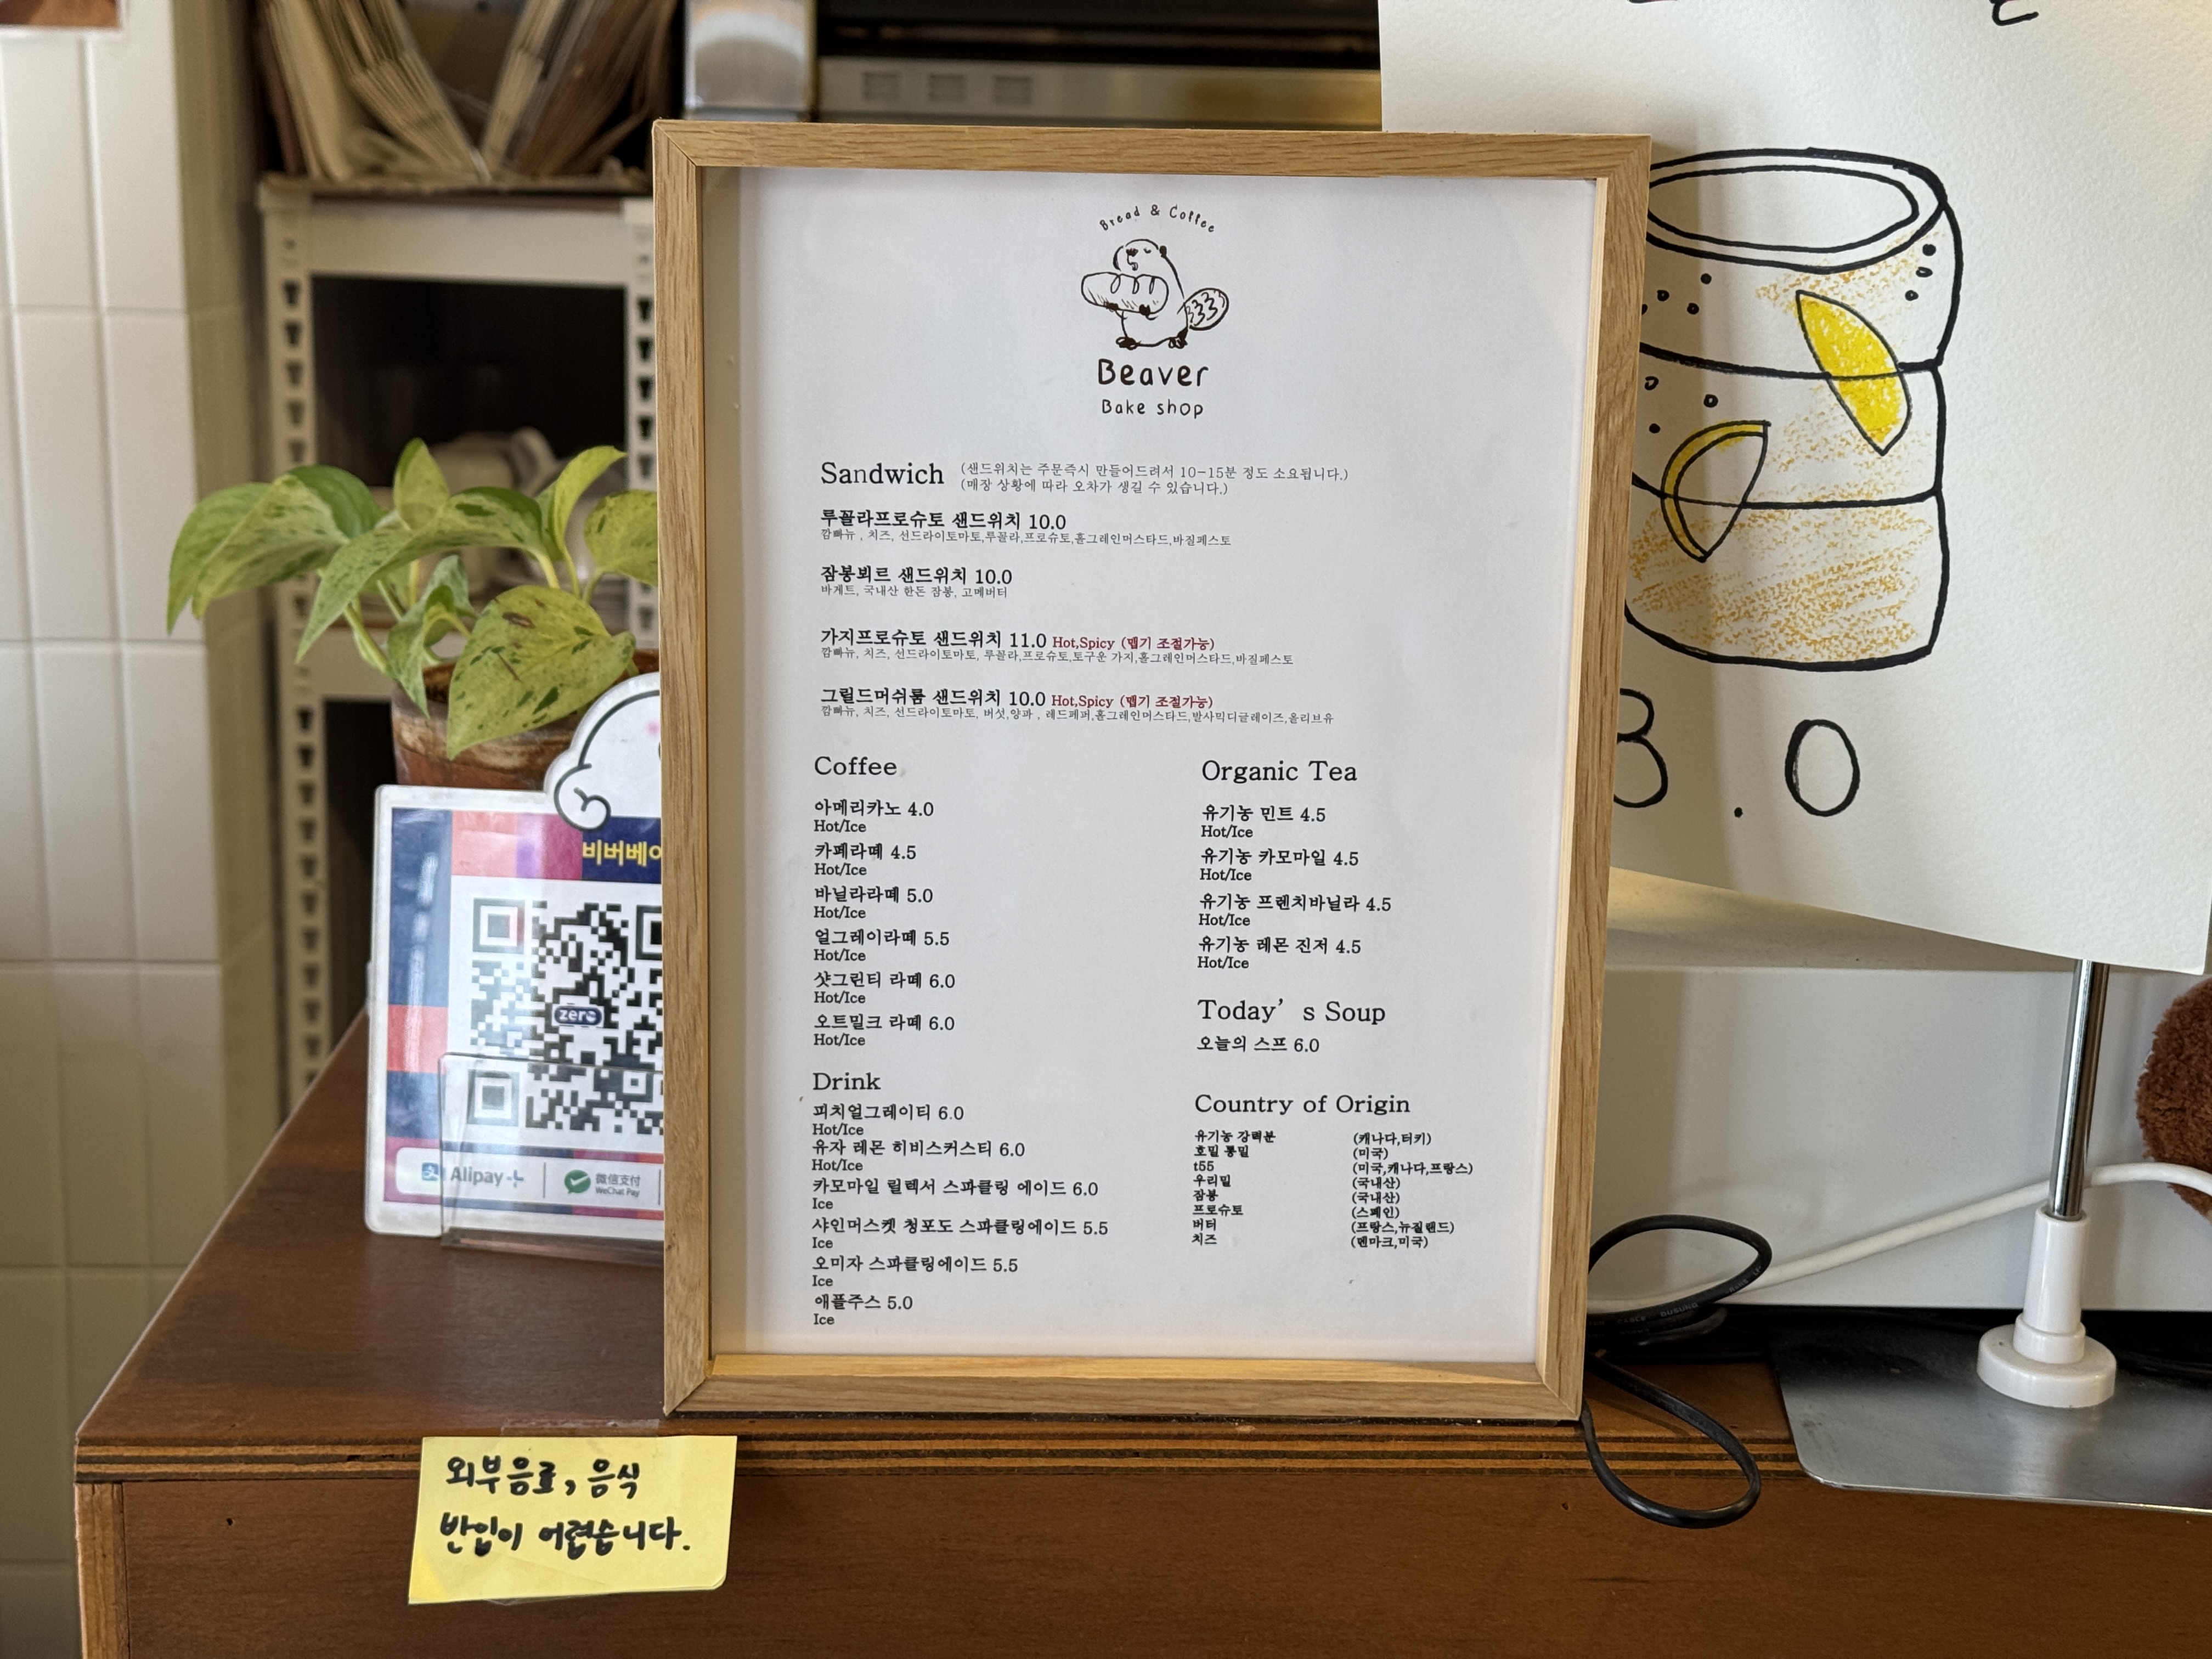 Bread & Coffee
Beaver
Bake shop
Sandwich (샌드위치는 주문즉시 만들어드려서 10-15분 정도 소요됩니다.)
(매장 상황에 따라 오차가 생길 수 있습니다.)
루꼴라프로슈토 샌드위치 10.0
깜빠뉴 , 치즈, 선드라이토마토,루꼴라,프로슈토,홀그레인머스타드,바질페스토
잠봉뵈르 샌드위치 10.0
바게트, 국내산 한돈 잠봉, 고메버터
가지프로슈토 샌드위치 11.0 Hot,Spicy (맵기 조절가능)
깜빠뉴, 치즈, 선드라이토마토, 루꼴라,프로슈토,토구운 가지,홀그레인머스타드,바질페스토
그릴드머쉬룸 샌드위치 10.0 Hot,Spicy (맵기 조절가능)
깜빠뉴, 치즈, 선드라이토마토, 버섯,양파 , 레드페퍼,홀그레인머스타드,발사믹디글레이즈,올리브유
Coffee
아메리카노 4.0
Hot/Ice
카페라떼 4.5
Hot/Ice
바닐라라떼 5.0
Hot/Ice
얼그레이라떼 5.5
Hot/Ice
샷그린티 라떼 6.0
Hot/Ice
오트밀크 라떼 6.0
Hot/Ice
Drink
피치얼그레이티 6.0
Hot/Ice
유자 레몬 히비스커스티 6.0
Hot/Ice
카모마일 릴렉서 스파클링 에이드 6.0
Ice
샤인머스켓 청포도 스파클링에이드 5.5
Ice
오미자 스파클링에이드 5.5
Ice
애플주스 5.0
Ice
Organic Tea
유기농 민트 4.5
Hot/Ice
유기농 카모마일 4.5
Hot/Ice
유기농 프렌치바닐라 4.5
Hot/Ice
유기농 레몬 진저 4.5
Hot/Ice
Today's Soup
오늘의 스프 6.0
Country of Origin
유기농 강력분 (캐나다,터키)
호밀 통밀 (미국)
t55 (미국,캐나다,프랑스)
우리밀 (국내산)
잠봉 (국내산)
프로슈토 (스페인)
버터 (프랑스,뉴질랜드)
치즈 (덴마크,미국)
비버베이
zero
Alipay
微信支付
WeChat Pay
외부음료, 음식
반입이 어렵습니다.
8.0